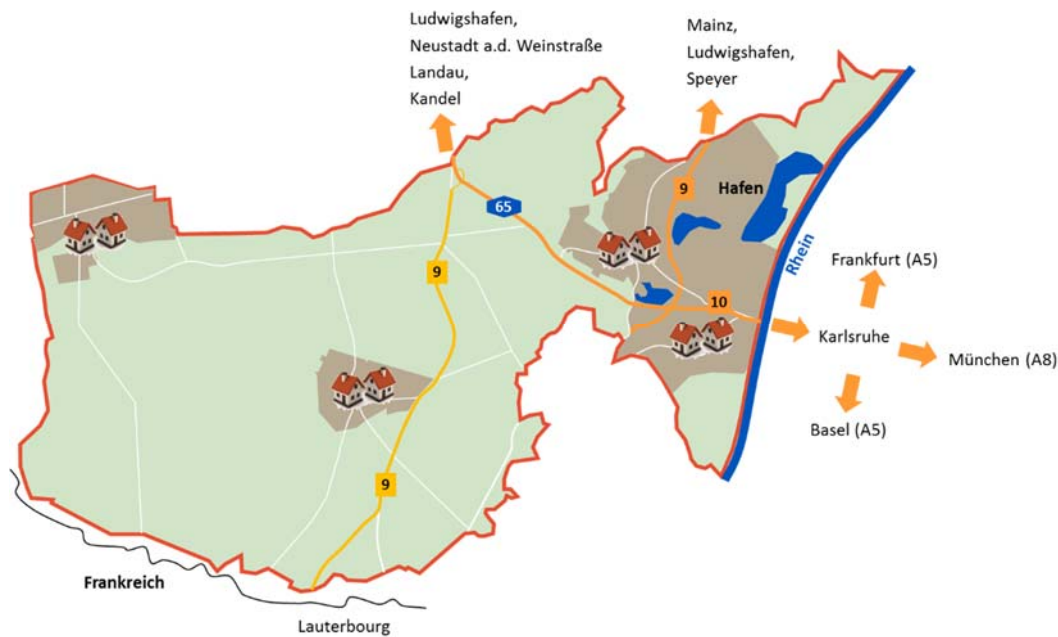 Ludwigshafen,
Neustadt a.d. Weinstraße
Landau,
Kandel
Mainz,
Ludwigshafen,
Speyer
9
Hafen
65
Rhein
Frankfurt (A5)
9
10
Karlsruhe
München (A8)
Basel (A5)
9
Frankreich
Lauterbourg